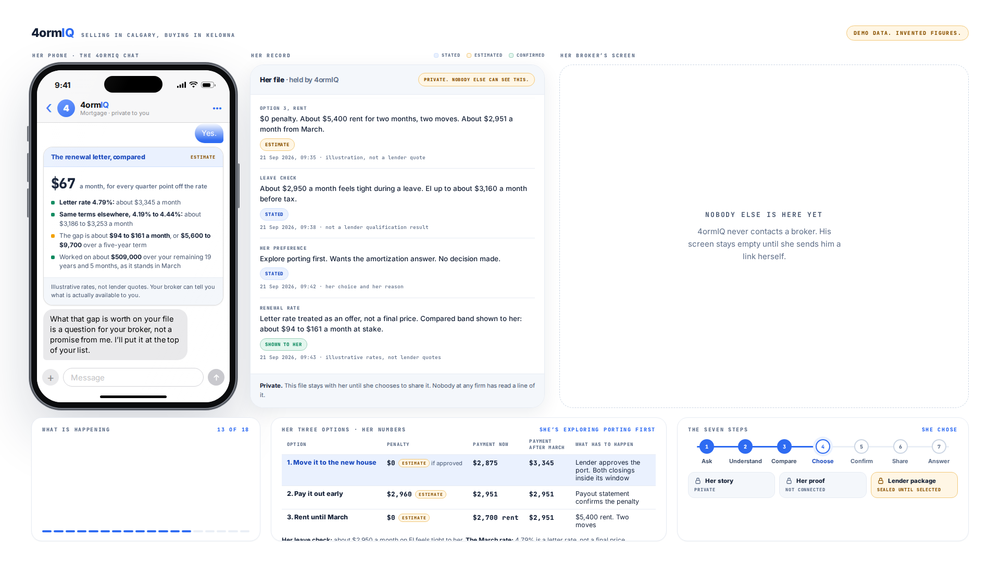 4ormIQ SELLING IN CALGARY, BUYING IN KELOWNA
DEMO DATA. INVENTED FIGURES.
HER PHONE · THE 4ORMIQ CHAT
9:41
4
4ormIQ
Mortgage · private to you
Yes.
The renewal letter, compared ESTIMATE
$67 a month, for every quarter point off the rate
Letter rate 4.79%: about $3,345 a month
Same terms elsewhere, 4.19% to 4.44%: about
$3,186 to $3,253 a month
The gap is about $94 to $161 a month, or $5,600 to
$9,700 over a five-year term
Worked on about $509,000 over your remaining 19
years and 5 months, as it stands in March
Illustrative rates, not lender quotes. Your broker can tell you
what is actually available to you.
What that gap is worth on your file
is a question for your broker, not a
promise from me. I’ll put it at the top
of your list.
+ Message
HER RECORD
STATED ESTIMATED CONFIRMED
Her file · held by 4ormIQ
PRIVATE. NOBODY ELSE CAN SEE THIS.
OPTION 3, RENT
$0 penalty. About $5,400 rent for two months, two moves. About $2,951 a
month from March.
ESTIMATE
21 Sep 2026, 09:35 · illustration, not a lender quote
LEAVE CHECK
About $2,950 a month feels tight during a leave. EI up to about $3,160 a month
before tax.
STATED
21 Sep 2026, 09:38 · not a lender qualification result
HER PREFERENCE
Explore porting first. Wants the amortization answer. No decision made.
STATED
21 Sep 2026, 09:42 · her choice and her reason
RENEWAL RATE
Letter rate treated as an offer, not a final price. Compared band shown to her:
about $94 to $161 a month at stake.
SHOWN TO HER
21 Sep 2026, 09:43 · illustrative rates, not lender quotes
Private. This file stays with her until she chooses to share it. Nobody at any firm has read a line of
it.
HER BROKER’S SCREEN
NOBODY ELSE IS HERE YET
4ormIQ never contacts a broker. His
screen stays empty until she sends him a
link herself.
WHAT IS HAPPENING 13 OF 18
HER THREE OPTIONS · HER NUMBERS SHE’S EXPLORING PORTING FIRST
OPTION PENALTY PAYMENT NOW PAYMENT AFTER MARCH WHAT HAS TO HAPPEN
1. Move it to the new house $0 ESTIMATE if approved $2,875 $3,345 Lender approves the
port. Both closings
inside its window
2. Pay it out early $2,960 ESTIMATE $2,951 $2,951 Payout statement
confirms the penalty
3. Rent until March $0 ESTIMATE $2,700 rent $2,951 $5,400 rent. Two
moves
Her leave check: about $2,950 a month on EI feels tight to her. The March rate: 4.79% is a letter rate, not a final price.
THE SEVEN STEPS SHE CHOSE
1 2 3 4 5 6 7
Ask Understand Compare Choose Confirm Share Answer
Her story
PRIVATE
Her proof
NOT CONNECTED
Lender package
SEALED UNTIL SELECTED